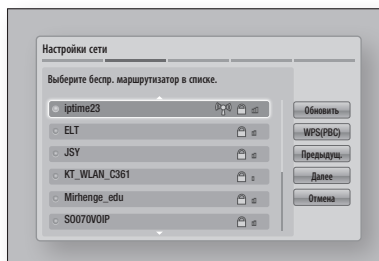 Настройки сети
Выберите беспр. маршрутизатор в списке.
iptime23
ELT
JSY
KT_WLAN_C361
Mirhenge_edu
SO070VOIP
Обновить
WPS(PBC)
Предыдущ.
Далее
Отмена